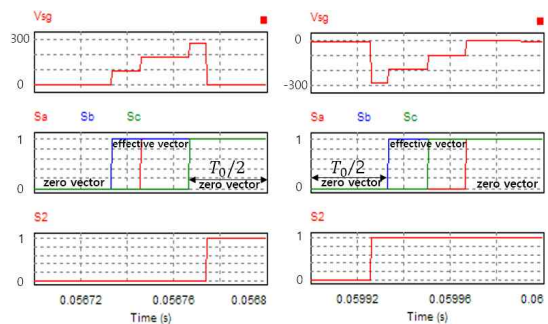 Vsg
300
0
Sa Sb Sc
1
effective vector
T₀/2
zero vector
zero vector
0
S2
1
0
0.05672 0.05676 0.0568
Time (s)
Vsg
0
-300
Sa Sb Sc
1
effective vector
T₀/2
zero vector
zero vector
0
S2
1
0
0.05992 0.05996 0.06
Time (s)